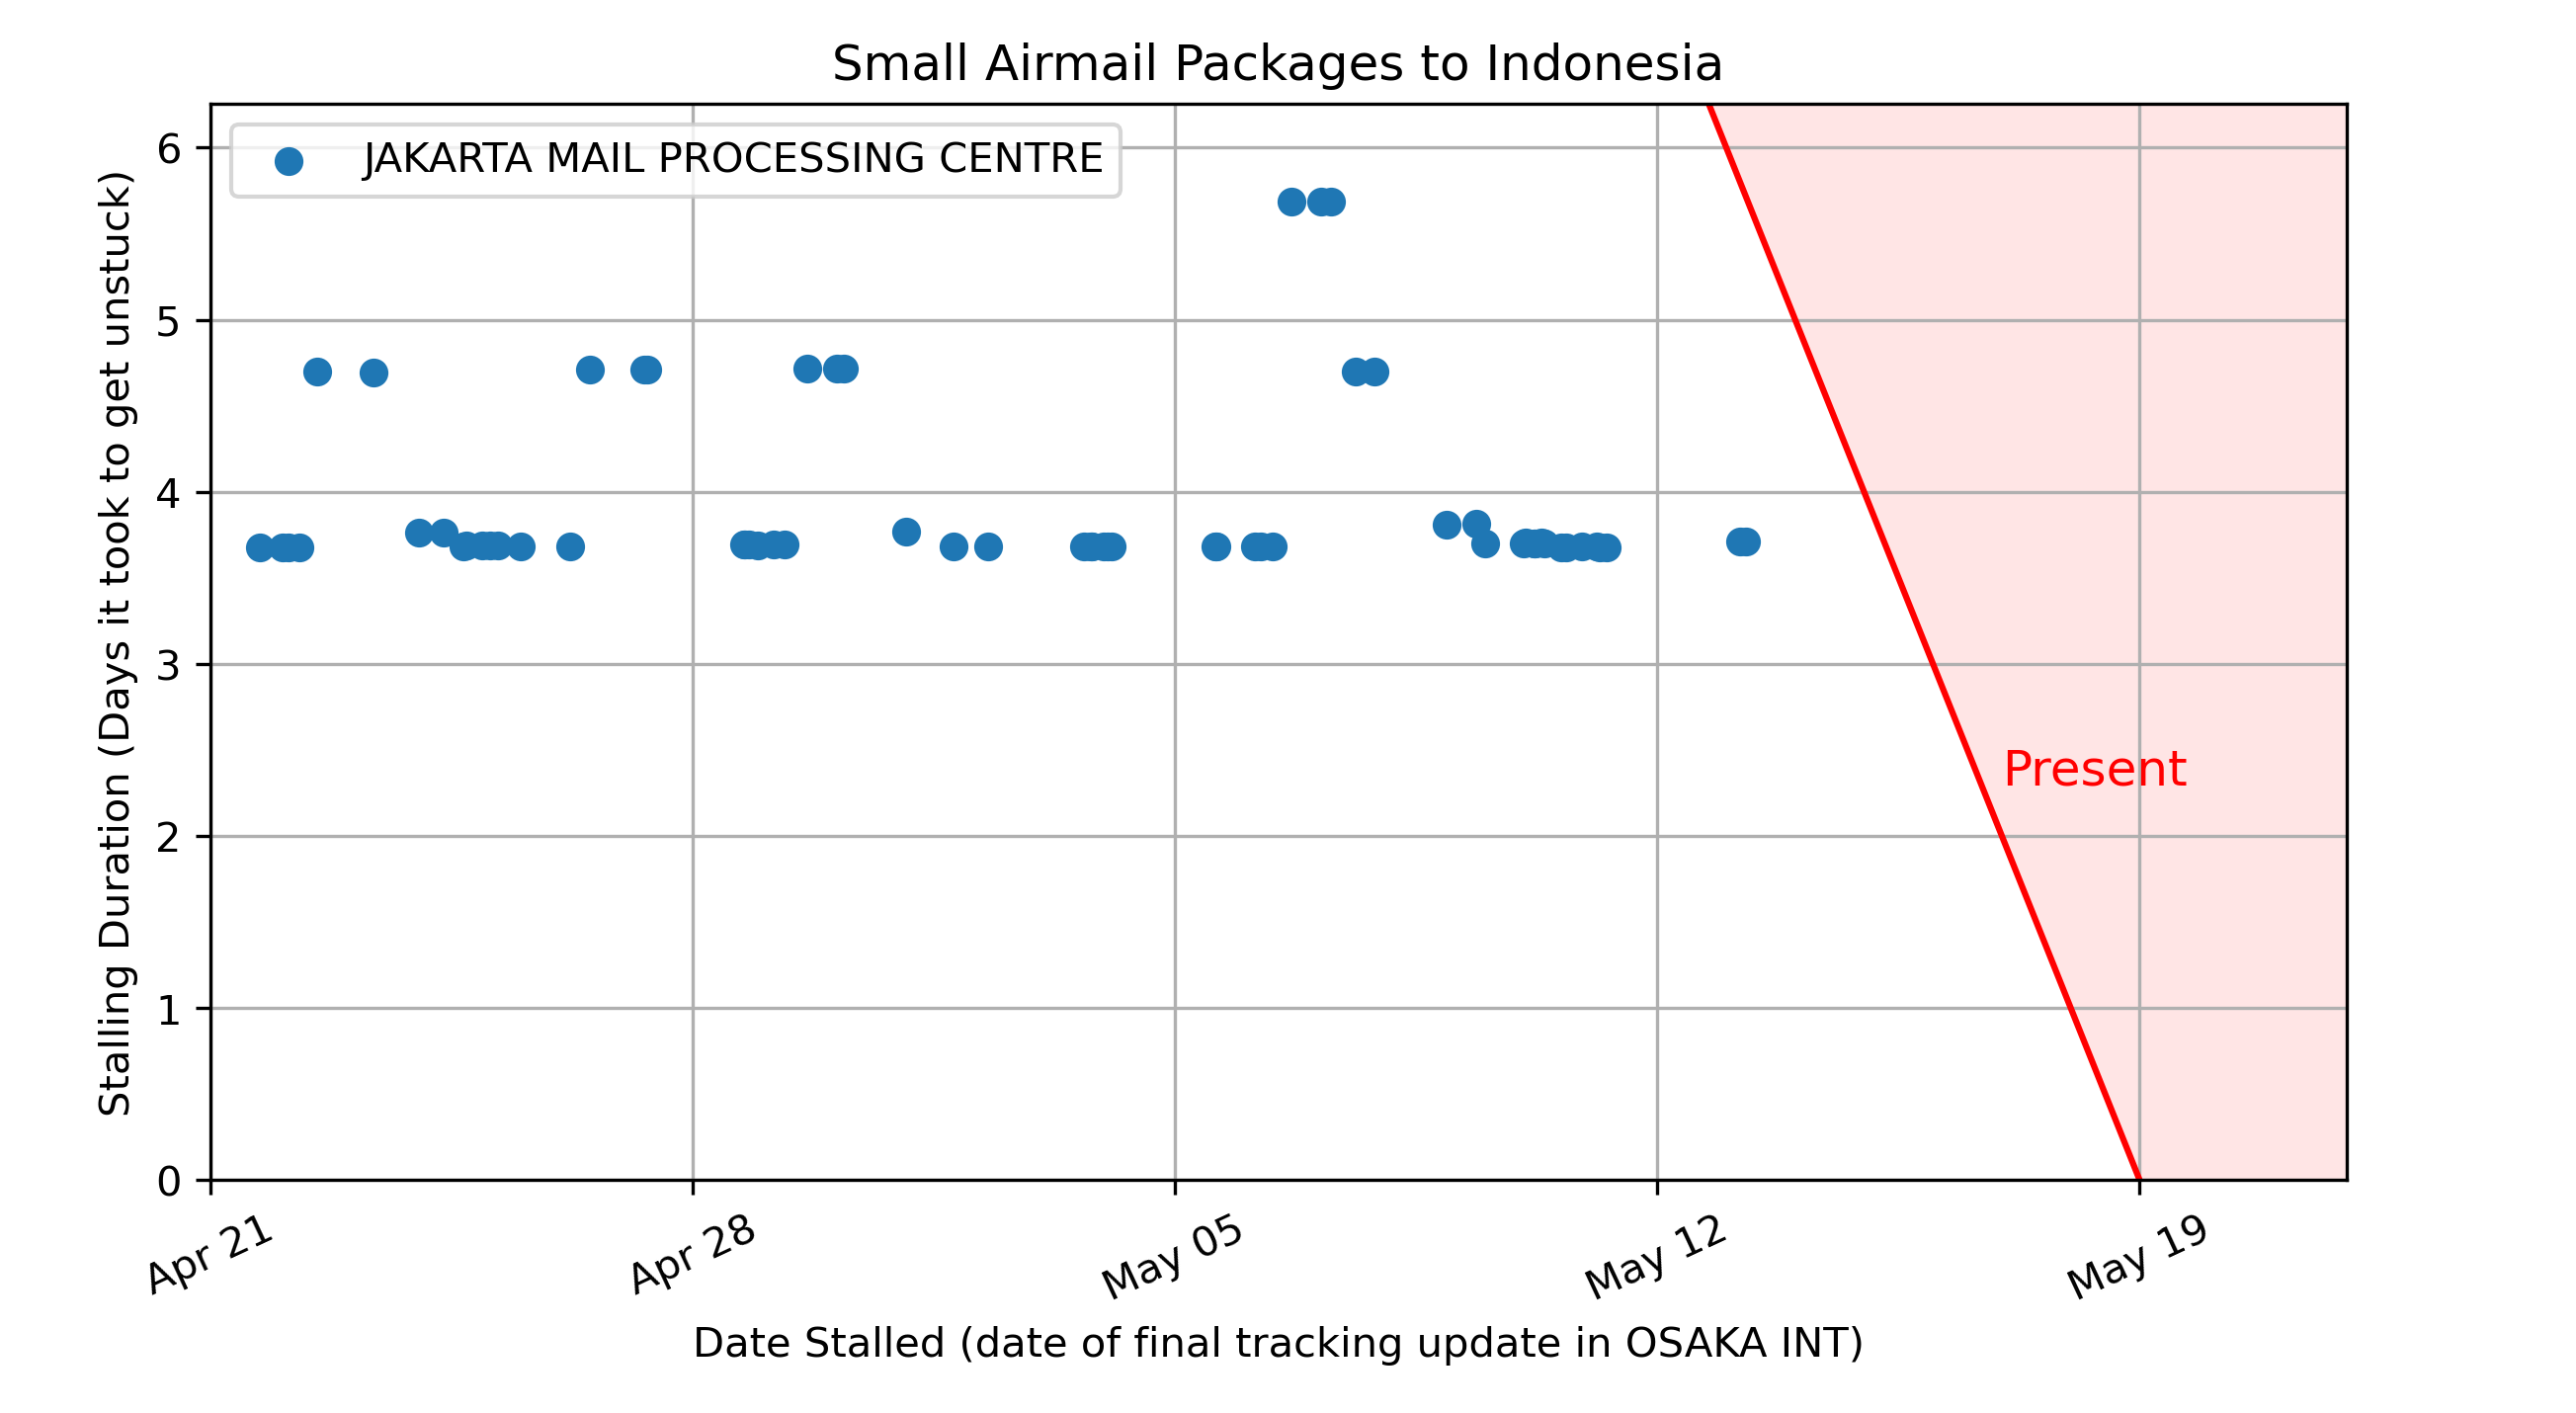 Small Airmail Packages to Indonesia
JAKARTA MAIL PROCESSING CENTRE
Stalling Duration (Days it took to get unstuck)
6
5
4
3
2
1
0
Present
Apr 21
Apr 28
May 05
May 12
May 19
Date Stalled (date of final tracking update in OSAKA INT)